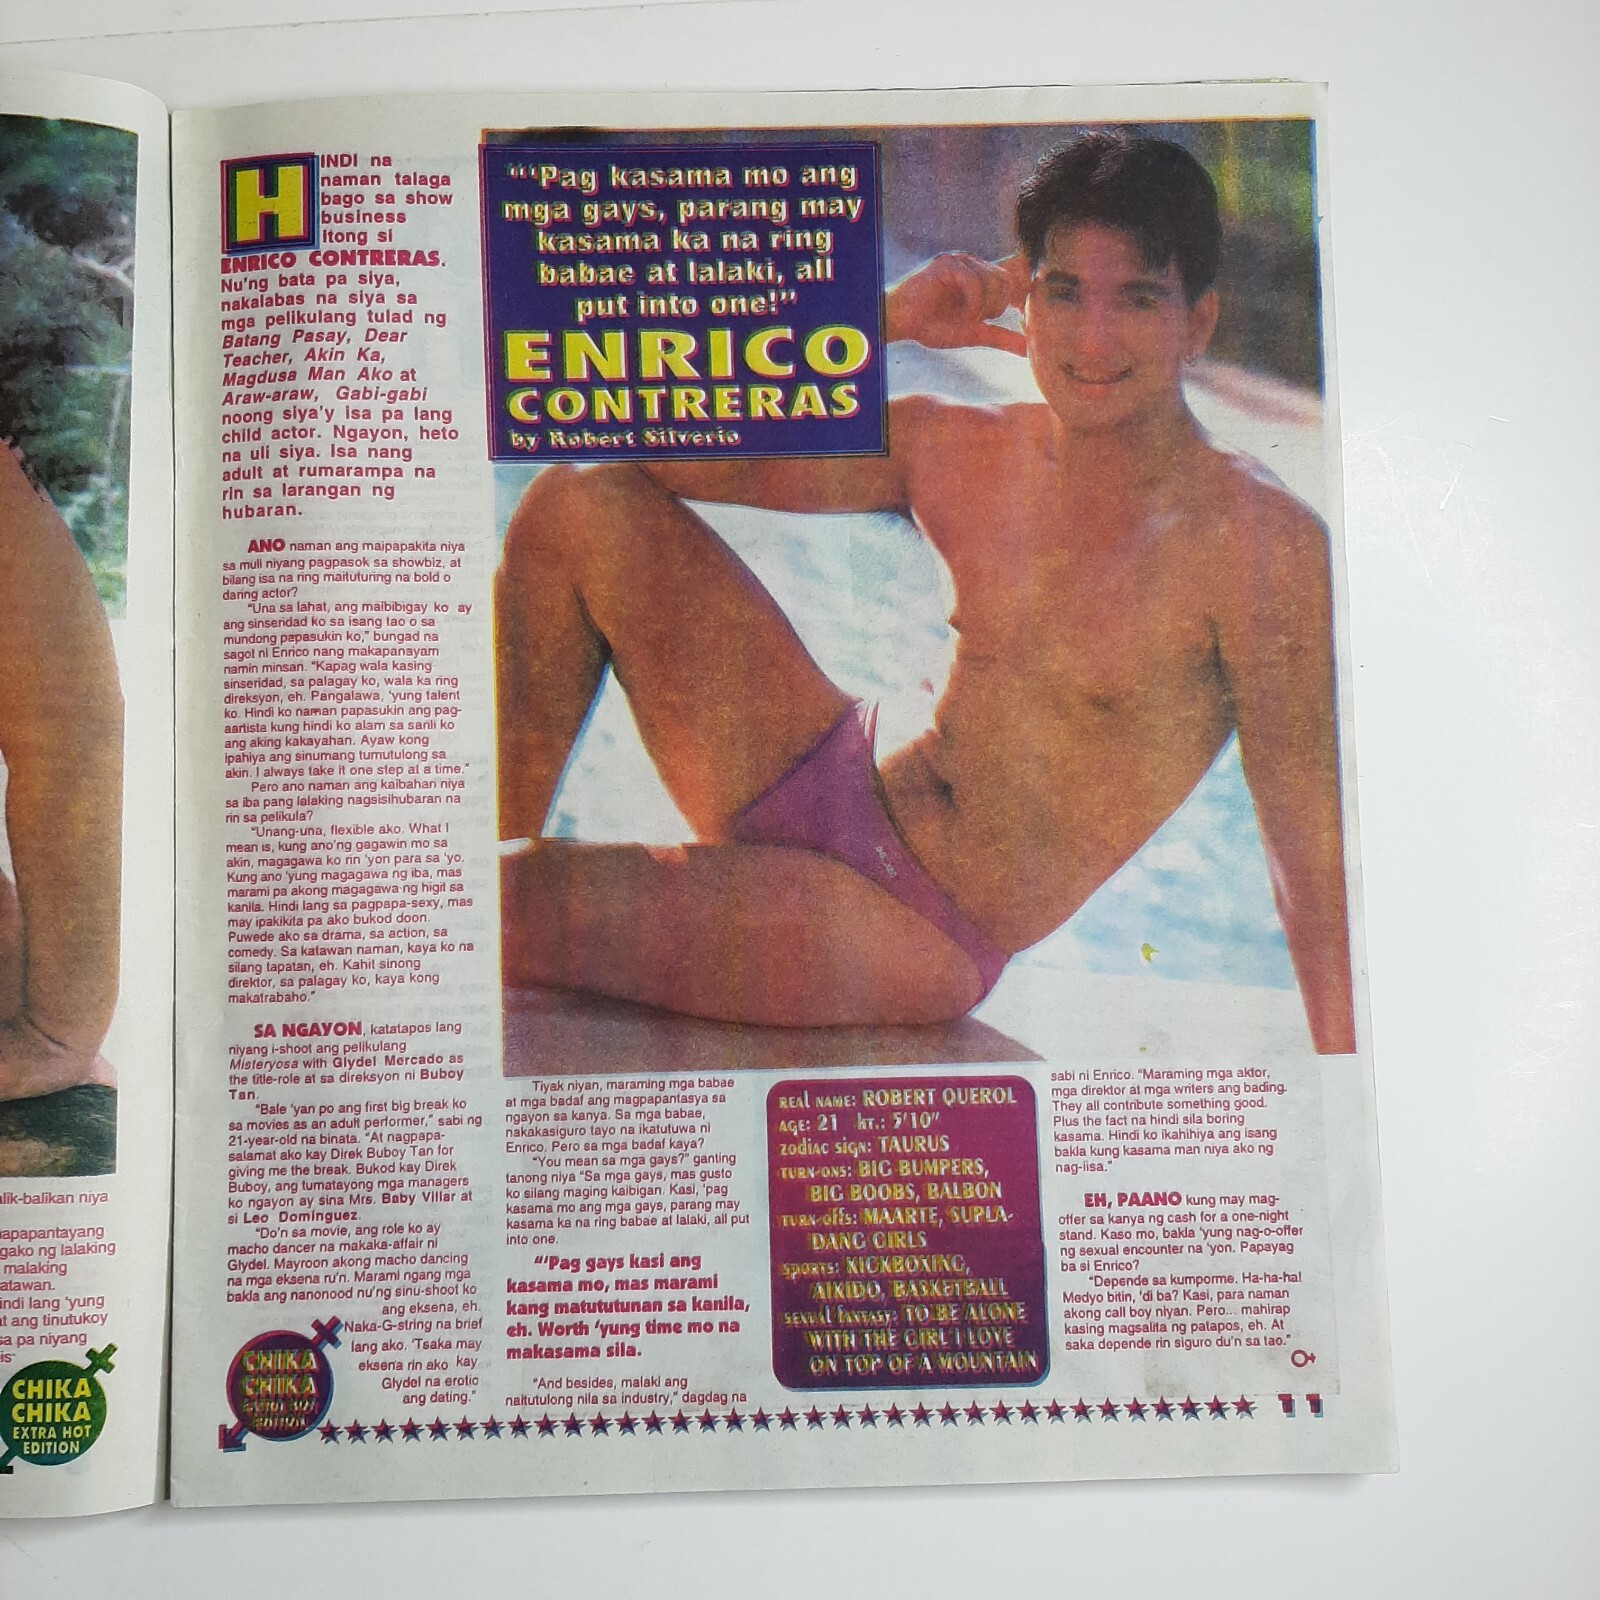 HINDI na
naman talaga
bago sa show
business
itong si
ENRICO CONTRERAS.
Nu'ng bata pa siya,
nakalabas na siya sa
mga pelikulang tulad ng
Batang Pasay, Dear
Teacher, Akin Ka,
Magdusa Man Ako at
Araw-araw, Gabi-gabi
noong siya'y isa pa lang
child actor. Ngayon, heto
na uli siya. Isa nang
adult at rumarampa na
rin sa larangan ng
hubaran.
ANO naman ang maipapakita niya
sa muli niyang pagpasok sa showbiz, at
bilang isa na ring maituturing na bold o
daring actor?
"Una sa lahat, ang maibibigay ko ay
ang sinseridad ko sa isang tao o sa
mundong papasukin ko," bungad na
sagot ni Enrico nang makapanayam
namin minsan. "Kapag wala kasing
sinseridad, sa palagay ko, wala ka ring
direksyon, eh. Pangalawa, 'yung talent
ko. Hindi ko naman papasukin ang pag-
aartista kung hindi ko alam sa sarili ko
ang aking kakayahan. Ayaw kong
ipahiya ang sinumang tumutulong sa
akin. I always take it one step at a time."
Pero ano naman ang kaibahan niya
sa iba pang lalaking nagsisihubaran na
rin sa pelikula?
"Unang-una, flexible ako. What I
mean is, kung ano'ng gagawin mo sa
akin, magagawa ko rin 'yon para sa 'yo.
Kung ano 'yung magagawa ng iba, mas
marami pa akong magagawa ng higit sa
kanila. Hindi lang sa pagpapa-sexy, mas
may ipakikita pa ako bukod doon.
Puwede ako sa drama, sa action, sa
comedy. Sa katawan naman, kaya ko na
silang tapatan, eh. Kahit sinong
direktor, sa palagay ko, kaya kong
makatrabaho."
SA NGAYON, katatapos lang
niyang i-shoot ang pelikulang
Misteryosa with Glydel Mercado as
the title-role at sa direksyon ni Buboy
Tan.
"Bale 'yan po ang first big break ko
sa movies as an adult performer," sabi ng
21-year-old na binata. "At nagpapa-
salamat ako kay Direk Buboy Tan for
giving me the break. Bukod kay Direk
Buboy, ang tumatayong mga managers
ko ngayon ay sina Mrs. Baby Villar at
si Leo Dominguez.
"Do'n sa movie, ang role ko ay
macho dancer na makaka-affair ni
Glydel. Mayroon akong macho dancing
na mga eksena ru'n. Marami ngang mga
bakla ang nanonood nu'ng sinu-shoot ko
ang eksena, eh.
Naka-G-string na brief
lang ako. 'Tsaka may
eksena rin ako kay
Glydel na erotic
ang dating."
"'Pag kasama mo ang
mga gays, parang may
kasama ka na ring
babae at lalaki, all
put into one!"
ENRICO
CONTRERAS
by Robert Silverio
Tiyak niyan, maraming mga babae
at mga badaf ang magpapantasya sa
ngayon sa kanya. Sa mga babae,
nakakasiguro tayo na ikatutuwa ni
Enrico. Pero sa mga badaf kaya?
"You mean sa mga gays?" ganting
tanong niya "Sa mga gays, mas gusto
ko silang maging kaibigan. Kasi, 'pag
kasama mo ang mga gays, parang may
kasama ka na ring babae at lalaki, all put
into one.
"'Pag gays kasi ang
kasama mo, mas marami
kang matututunan sa kanila,
eh. Worth 'yung time mo na
makasama sila.
"And besides, malaki ang
naitutulong nila sa industry," dagdag na
REAL NAME: ROBERT QUEROL
AGE: 21 HT.: 5'10"
ZODIAC SIGN: TAURUS
TURN-ONS: BIG BUMPERS,
BIG BOOBS, BALBON
TURN-OFFS: MAARTE, SUPLA-
DANG GIRLS
SPORTS: KICKBOXING,
AIKIDO, BASKETBALL
SEXUAL FANTASY: TO BE ALONE
WITH THE GIRL I LOVE
ON TOP OF A MOUNTAIN
sabi ni Enrico. "Maraming mga aktor,
mga direktor at mga writers ang bading.
They all contribute something good.
Plus the fact na hindi sila boring
kasama. Hindi ko ikahihiya ang isang
bakla kung kasama man niya ako ng
nag-iisa."
EH, PAANO kung may mag-
offer sa kanya ng cash for a one-night
stand. Kaso mo, bakla 'yung nag-o-offer
ng sexual encounter na 'yon. Papayag
ba si Enrico?
"Depende sa kumporme. Ha-ha-ha!
Medyo bitin, 'di ba? Kasi, para naman
akong call boy niyan. Pero... mahirap
kasing magsalita ng patapos, eh. At
saka depende rin siguro du'n sa tao."
CHIKA
CHIKA
EXTRA HOT
EDITION
11
alik-balikan niya
apapantayang
gako ng lalaking
malaking
atawan.
indi lang 'yung
at ang tinutukoy
sa pa niyang
CHIKA
CHIKA
EXTRA HOT
EDITION